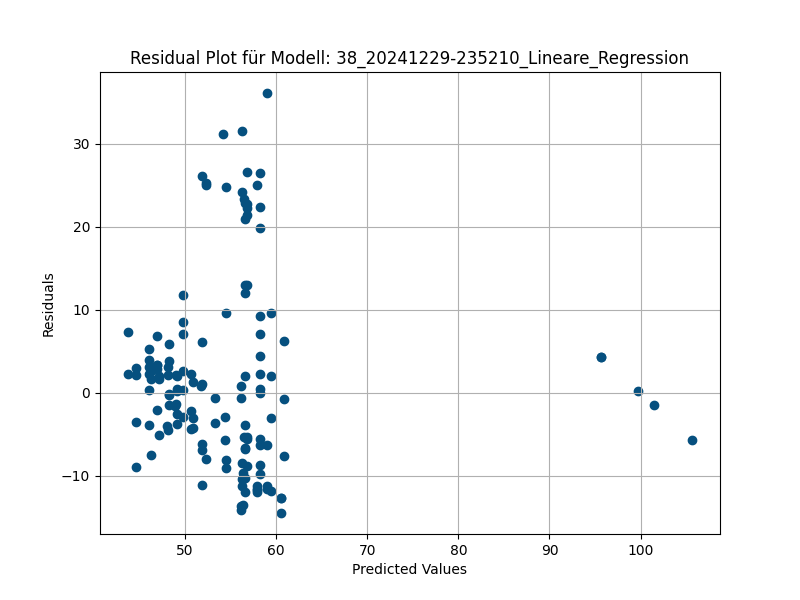 Residual Plot für Modell: 38_20241229-235210_Lineare_Regression
30
20
10
0
−10
Residuals
50 60 70 80 90 100
Predicted Values